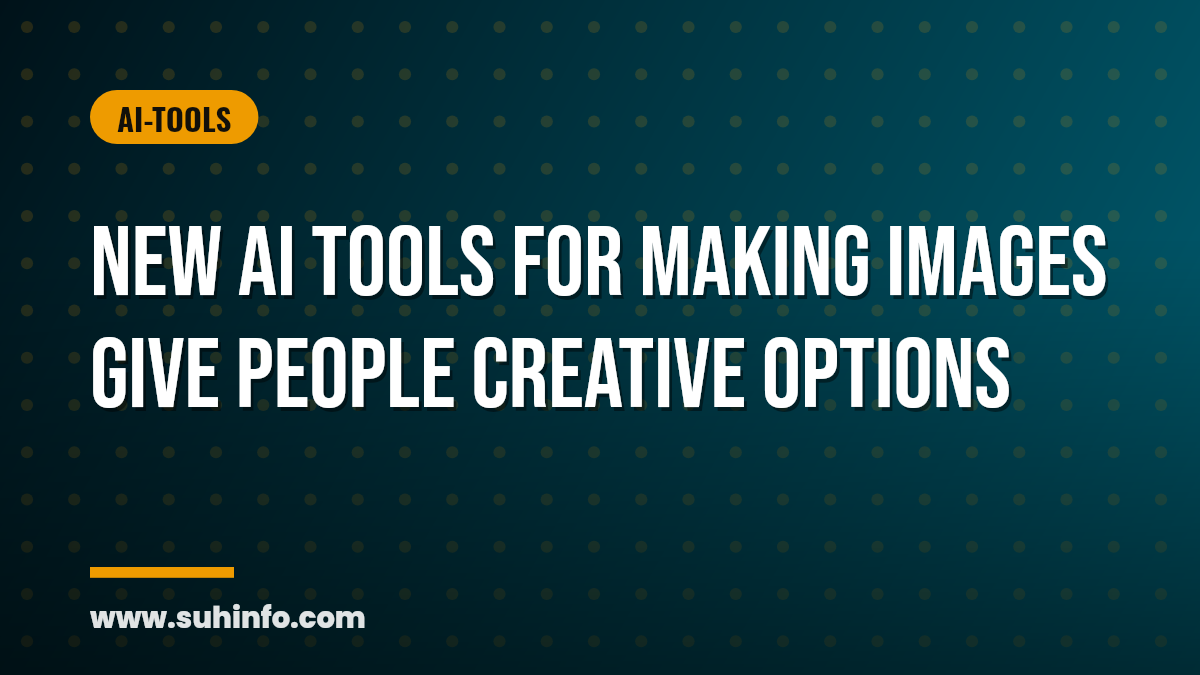 AI-TOOLS
NEW AI TOOLS FOR MAKING IMAGES
GIVE PEOPLE CREATIVE OPTIONS
www.suhinfo.com